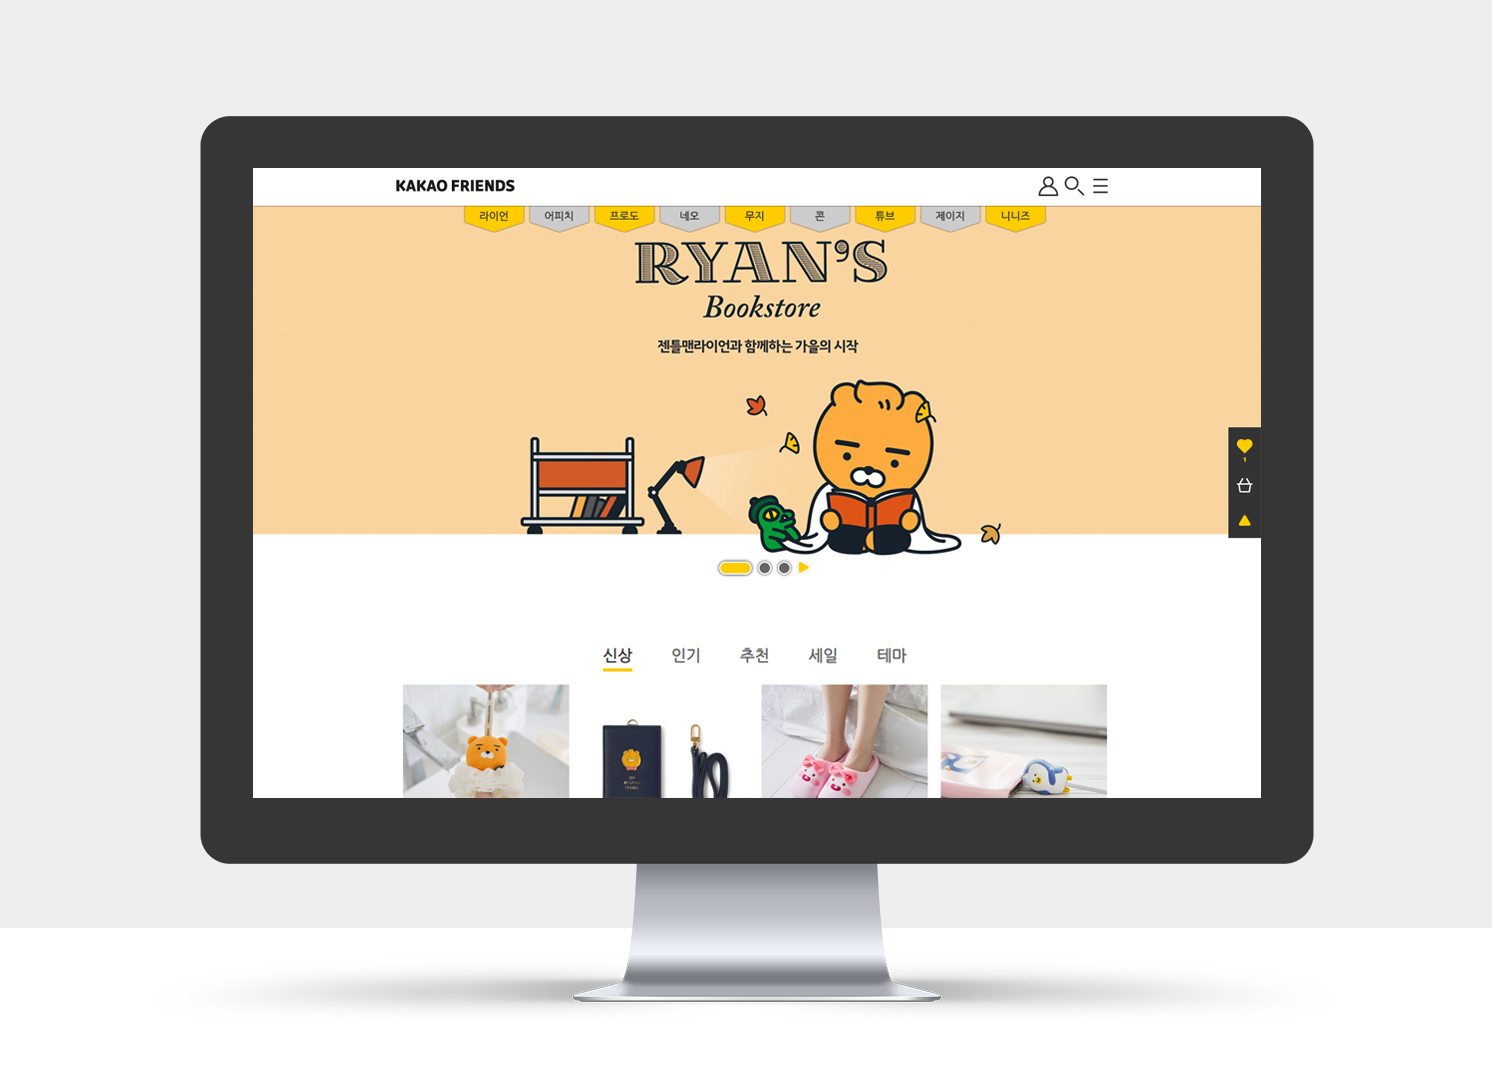 KAKAO FRIENDS
라이언 어피치 프로도 네오 무지 콘 튜브 제이지 니니즈
RYAN'S
Bookstore
젠틀맨라이언과 함께하는 가을의 시작
1
신상 인기 추천 세일 테마